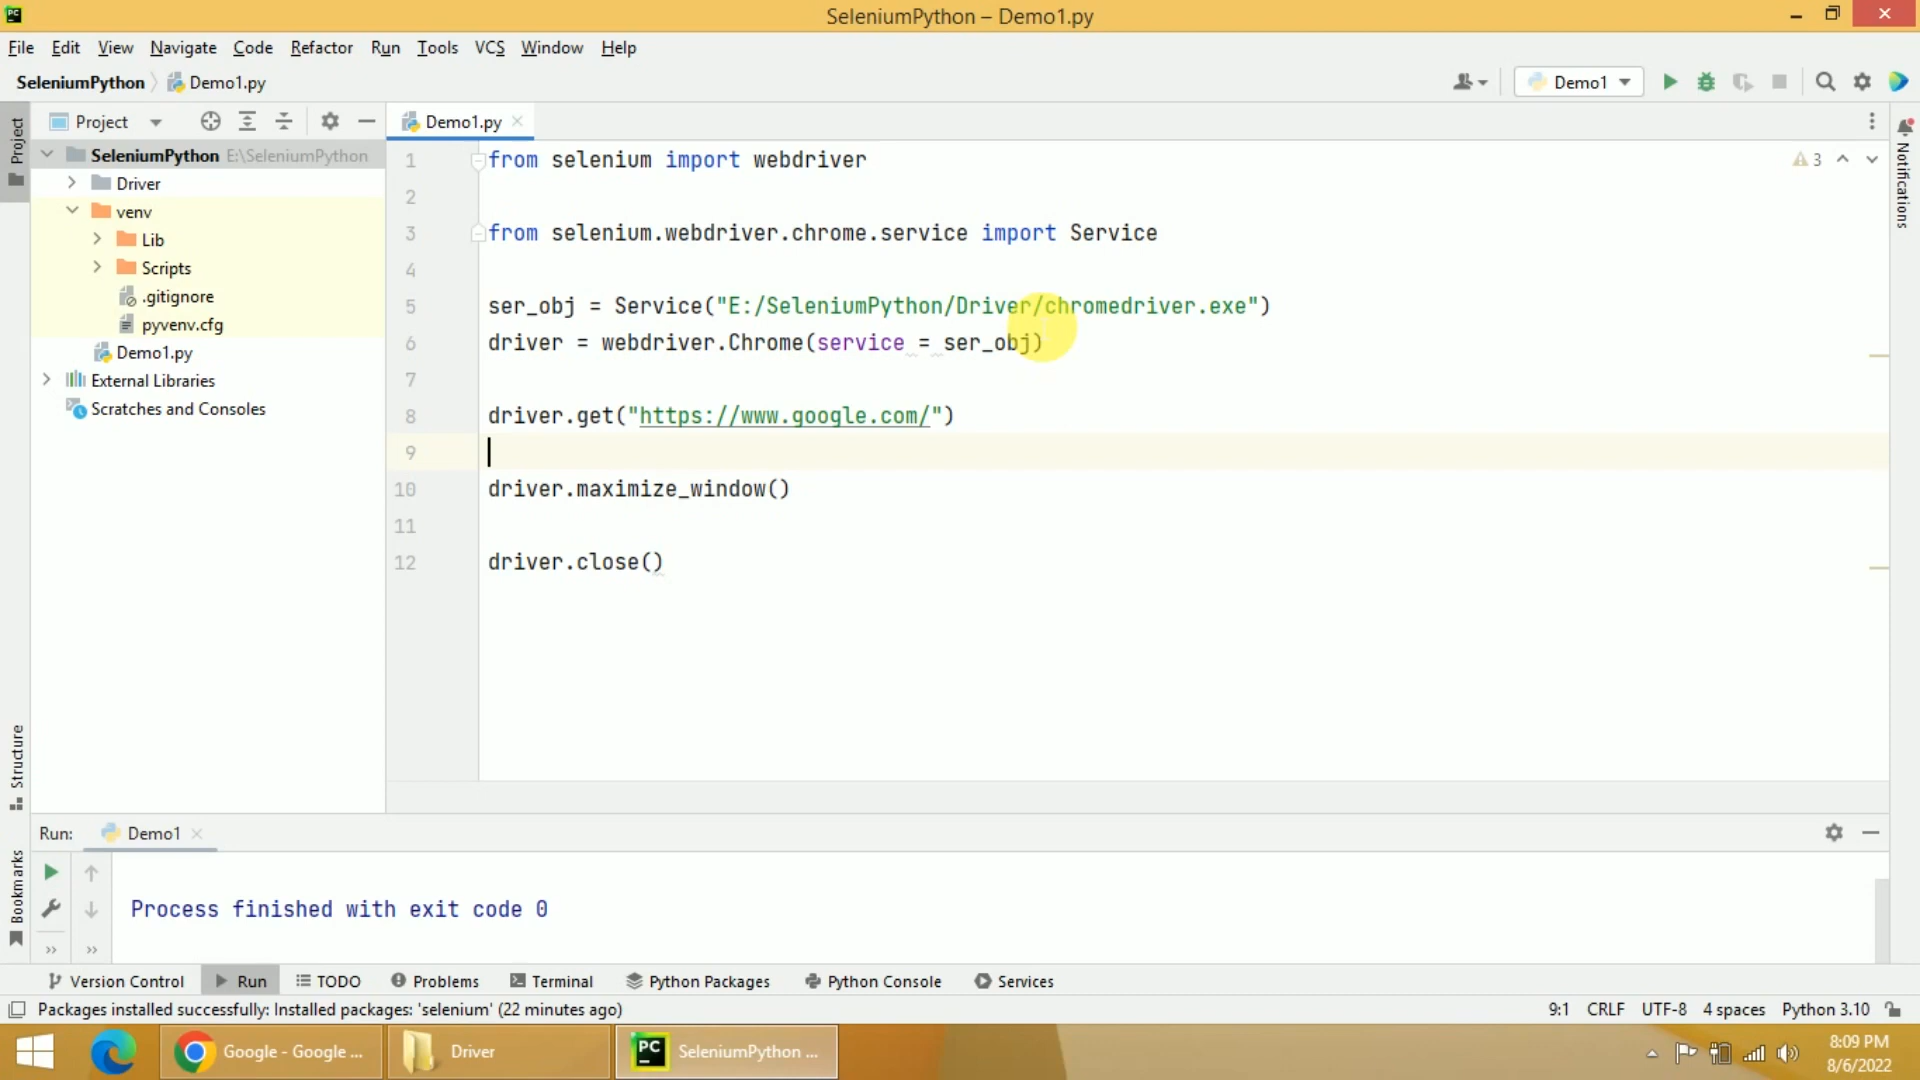 SeleniumPython – Demo1.py
File Edit View Navigate Code Refactor Run Tools VCS Window Help
SeleniumPython Demo1.py
Demo1
Project
Demo1.py
Project
SeleniumPython E:\SeleniumPython
Driver
venv
Lib
Scripts
.gitignore
pyvenv.cfg
Demo1.py
External Libraries
Scratches and Consoles
1 from selenium import webdriver
3
2
3 from selenium.webdriver.chrome.service import Service
4
5 ser_obj = Service("E:/SeleniumPython/Driver/chromedriver.exe")
6 driver = webdriver.Chrome(service = ser_obj)
7
8 driver.get("https://www.google.com/")
9
10 driver.maximize_window()
11
12 driver.close()
Notifications
Structure
Bookmarks
Run: Demo1
Process finished with exit code 0
Version Control Run TODO Problems Terminal Python Packages Python Console Services
Packages installed successfully: Installed packages: 'selenium' (22 minutes ago) 9:1 CRLF UTF-8 4 spaces Python 3.10
Google - Google ... Driver PC SeleniumPython ...
8:09 PM
8/6/2022